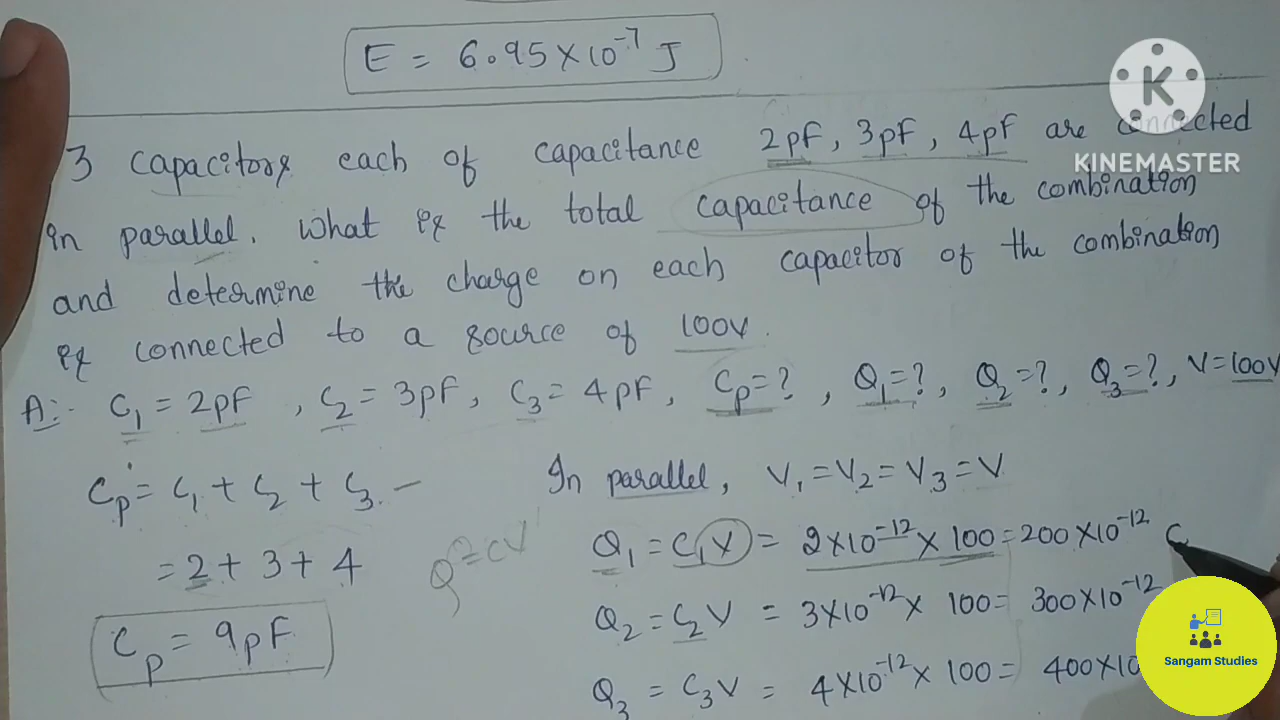 E = 6.95×10⁻⁷ J
KINEMASTER
3 capacitors each of capacitance 2pF, 3pF, 4pF are connected
in parallel. What is the total capacitance of the combination
and determine the charge on each capacitor of the combination
is connected to a source of 100V.
A:- C₁ = 2pF, C₂ = 3pF, C₃ = 4pF, Cp = ?, Q₁ = ?, Q₂ = ?, Q₃ = ?, V = 100V
Cp = C₁ + C₂ + C₃ –
= 2 + 3 + 4
Cp = 9pF
Q = CV
In parallel, V₁ = V₂ = V₃ = V
Q₁ = C₁V = 2×10⁻¹² × 100 = 200×10⁻¹² C
Q₂ = C₂V = 3×10⁻¹² × 100 = 300×10⁻¹²
Q₃ = C₃V = 4×10⁻¹² × 100 = 400×10
Sangam Studies